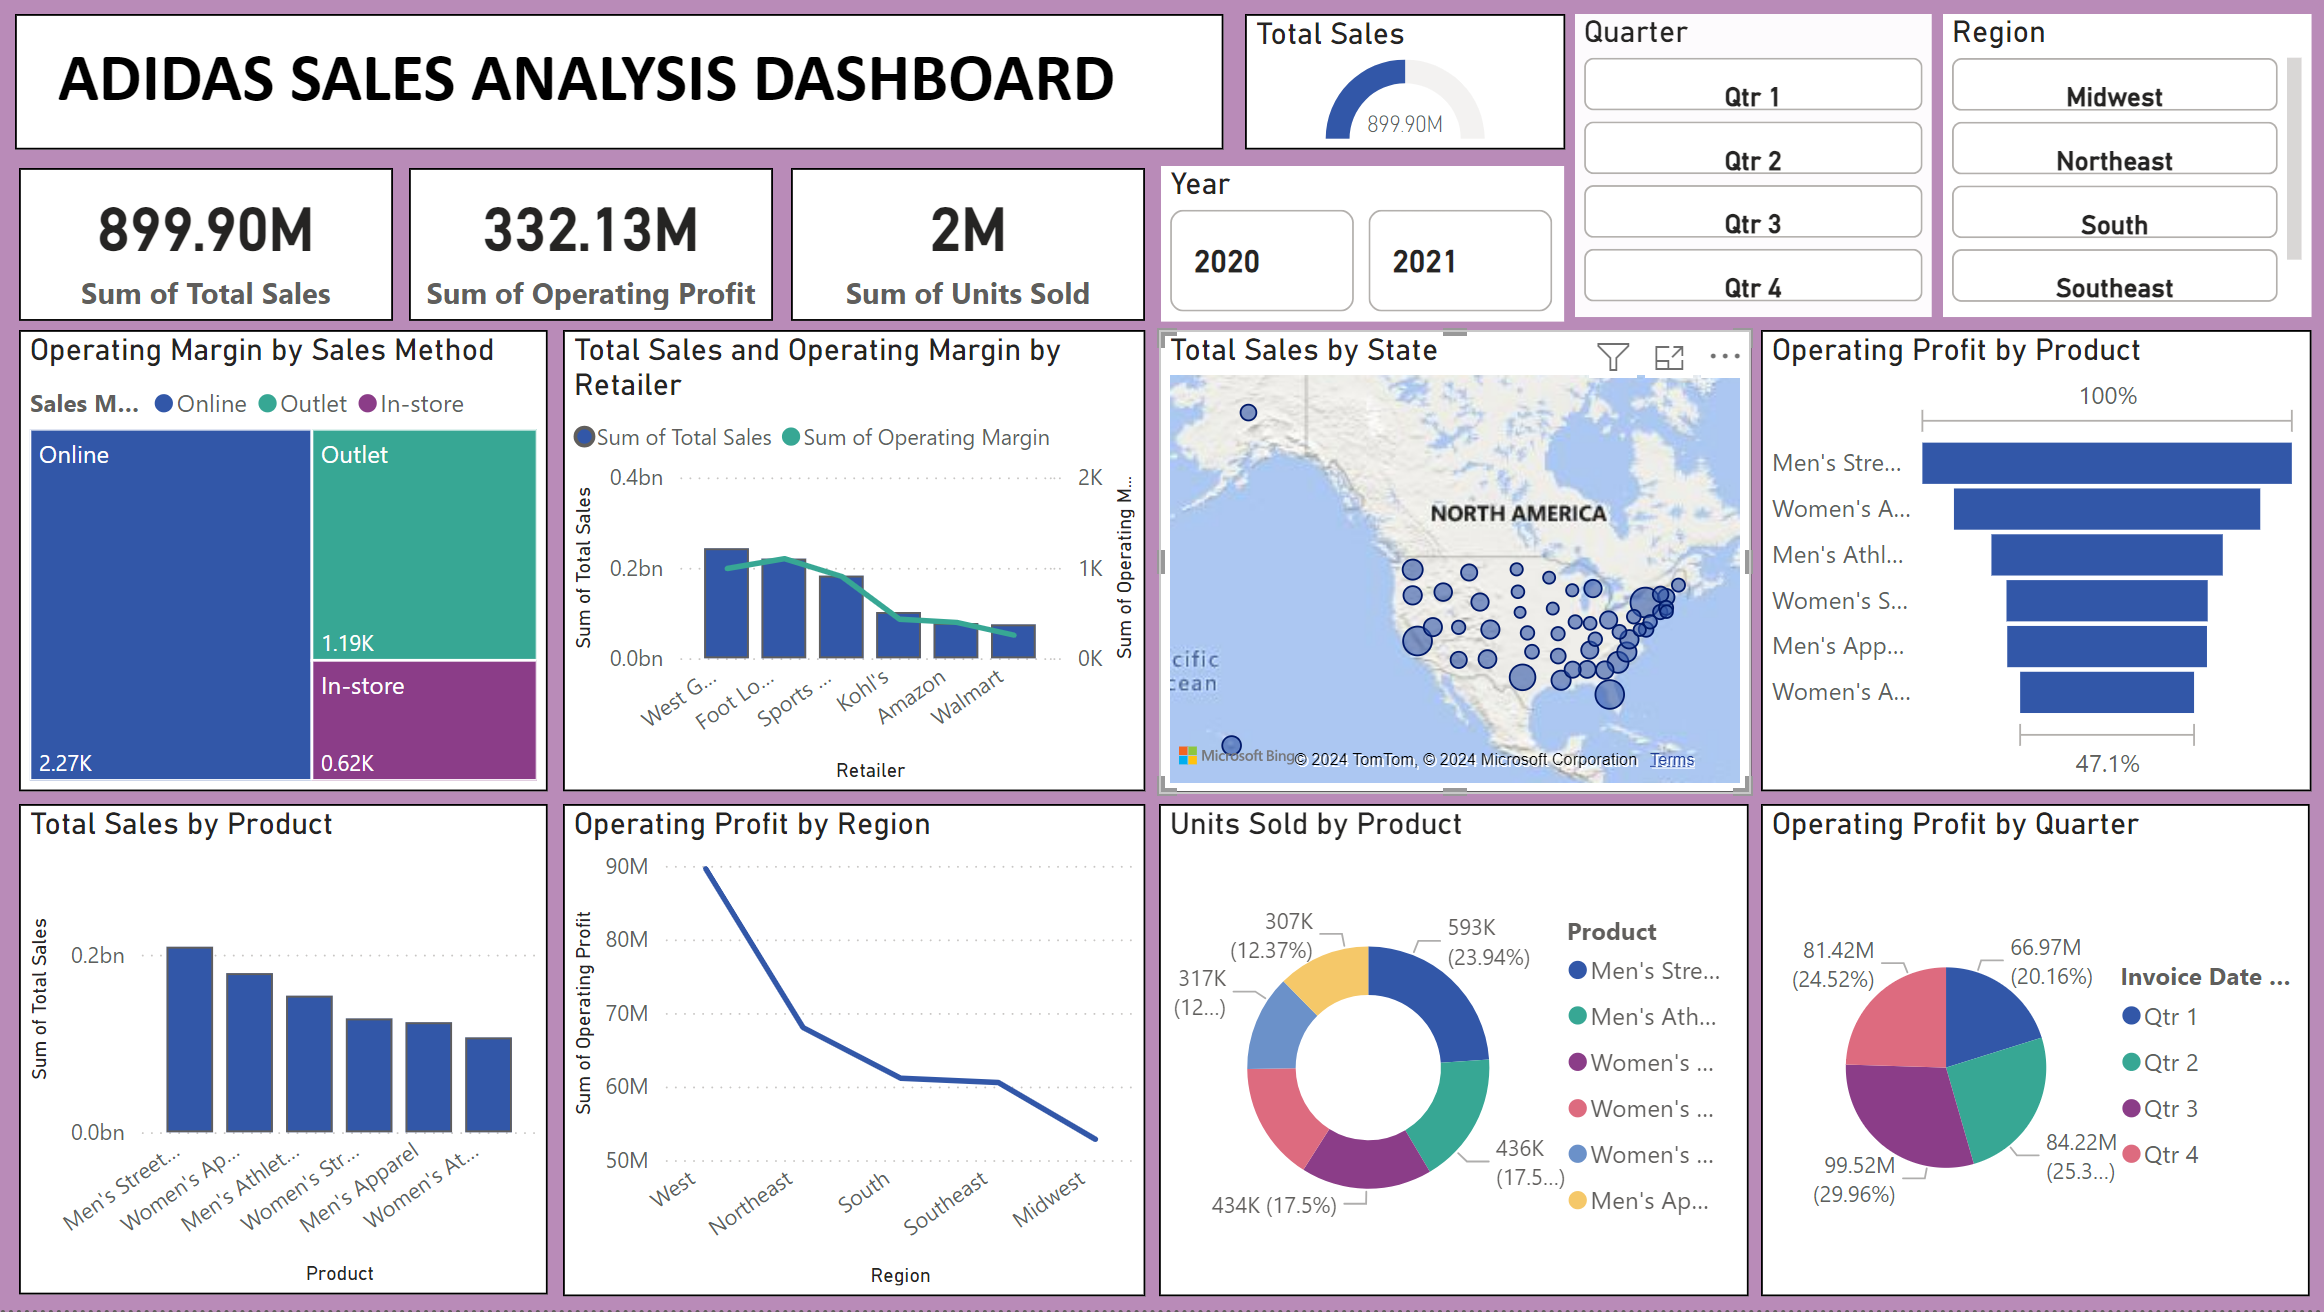 ADIDAS SALES ANALYSIS DASHBOARD
Total Sales
899.90M
Quarter
Qtr 1
Qtr 2
Qtr 3
Qtr 4
Region
Midwest
Northeast
South
Southeast
899.90M
Sum of Total Sales
332.13M
Sum of Operating Profit
2M
Sum of Units Sold
Year
2020
2021
Operating Margin by Sales Method
Sales M... Online Outlet In-store
Online
2.27K
Outlet
1.19K
In-store
0.62K
Total Sales and Operating Margin by
Retailer
Sum of Total Sales Sum of Operating Margin
Sum of Total Sales
0.4bn
0.2bn
0.0bn
2K
1K
0K
Sum of Operating M...
West G...
Foot Lo...
Sports ...
Kohl's
Amazon
Walmart
Retailer
Total Sales by State
NORTH AMERICA
cific
cean
Microsoft Bing
© 2024 TomTom, © 2024 Microsoft Corporation Terms
Operating Profit by Product
100%
Men's Stre...
Women's A...
Men's Athl...
Women's S...
Men's App...
Women's A...
47.1%
Total Sales by Product
Sum of Total Sales
0.2bn
0.0bn
Men's Street...
Women's Ap...
Men's Athlet...
Women's Str...
Men's Apparel
Women's At...
Product
Operating Profit by Region
Sum of Operating Profit
90M
80M
70M
60M
50M
West
Northeast
South
Southeast
Midwest
Region
Units Sold by Product
593K
(23.94%)
436K
(17.5...)
434K (17.5%)
317K
(12...)
307K
(12.37%)
Product
Men's Stre...
Men's Ath...
Women's ...
Women's ...
Women's ...
Men's Ap...
Operating Profit by Quarter
66.97M
(20.16%)
84.22M
(25.3...)
99.52M
(29.96%)
81.42M
(24.52%)
Invoice Date ...
Qtr 1
Qtr 2
Qtr 3
Qtr 4